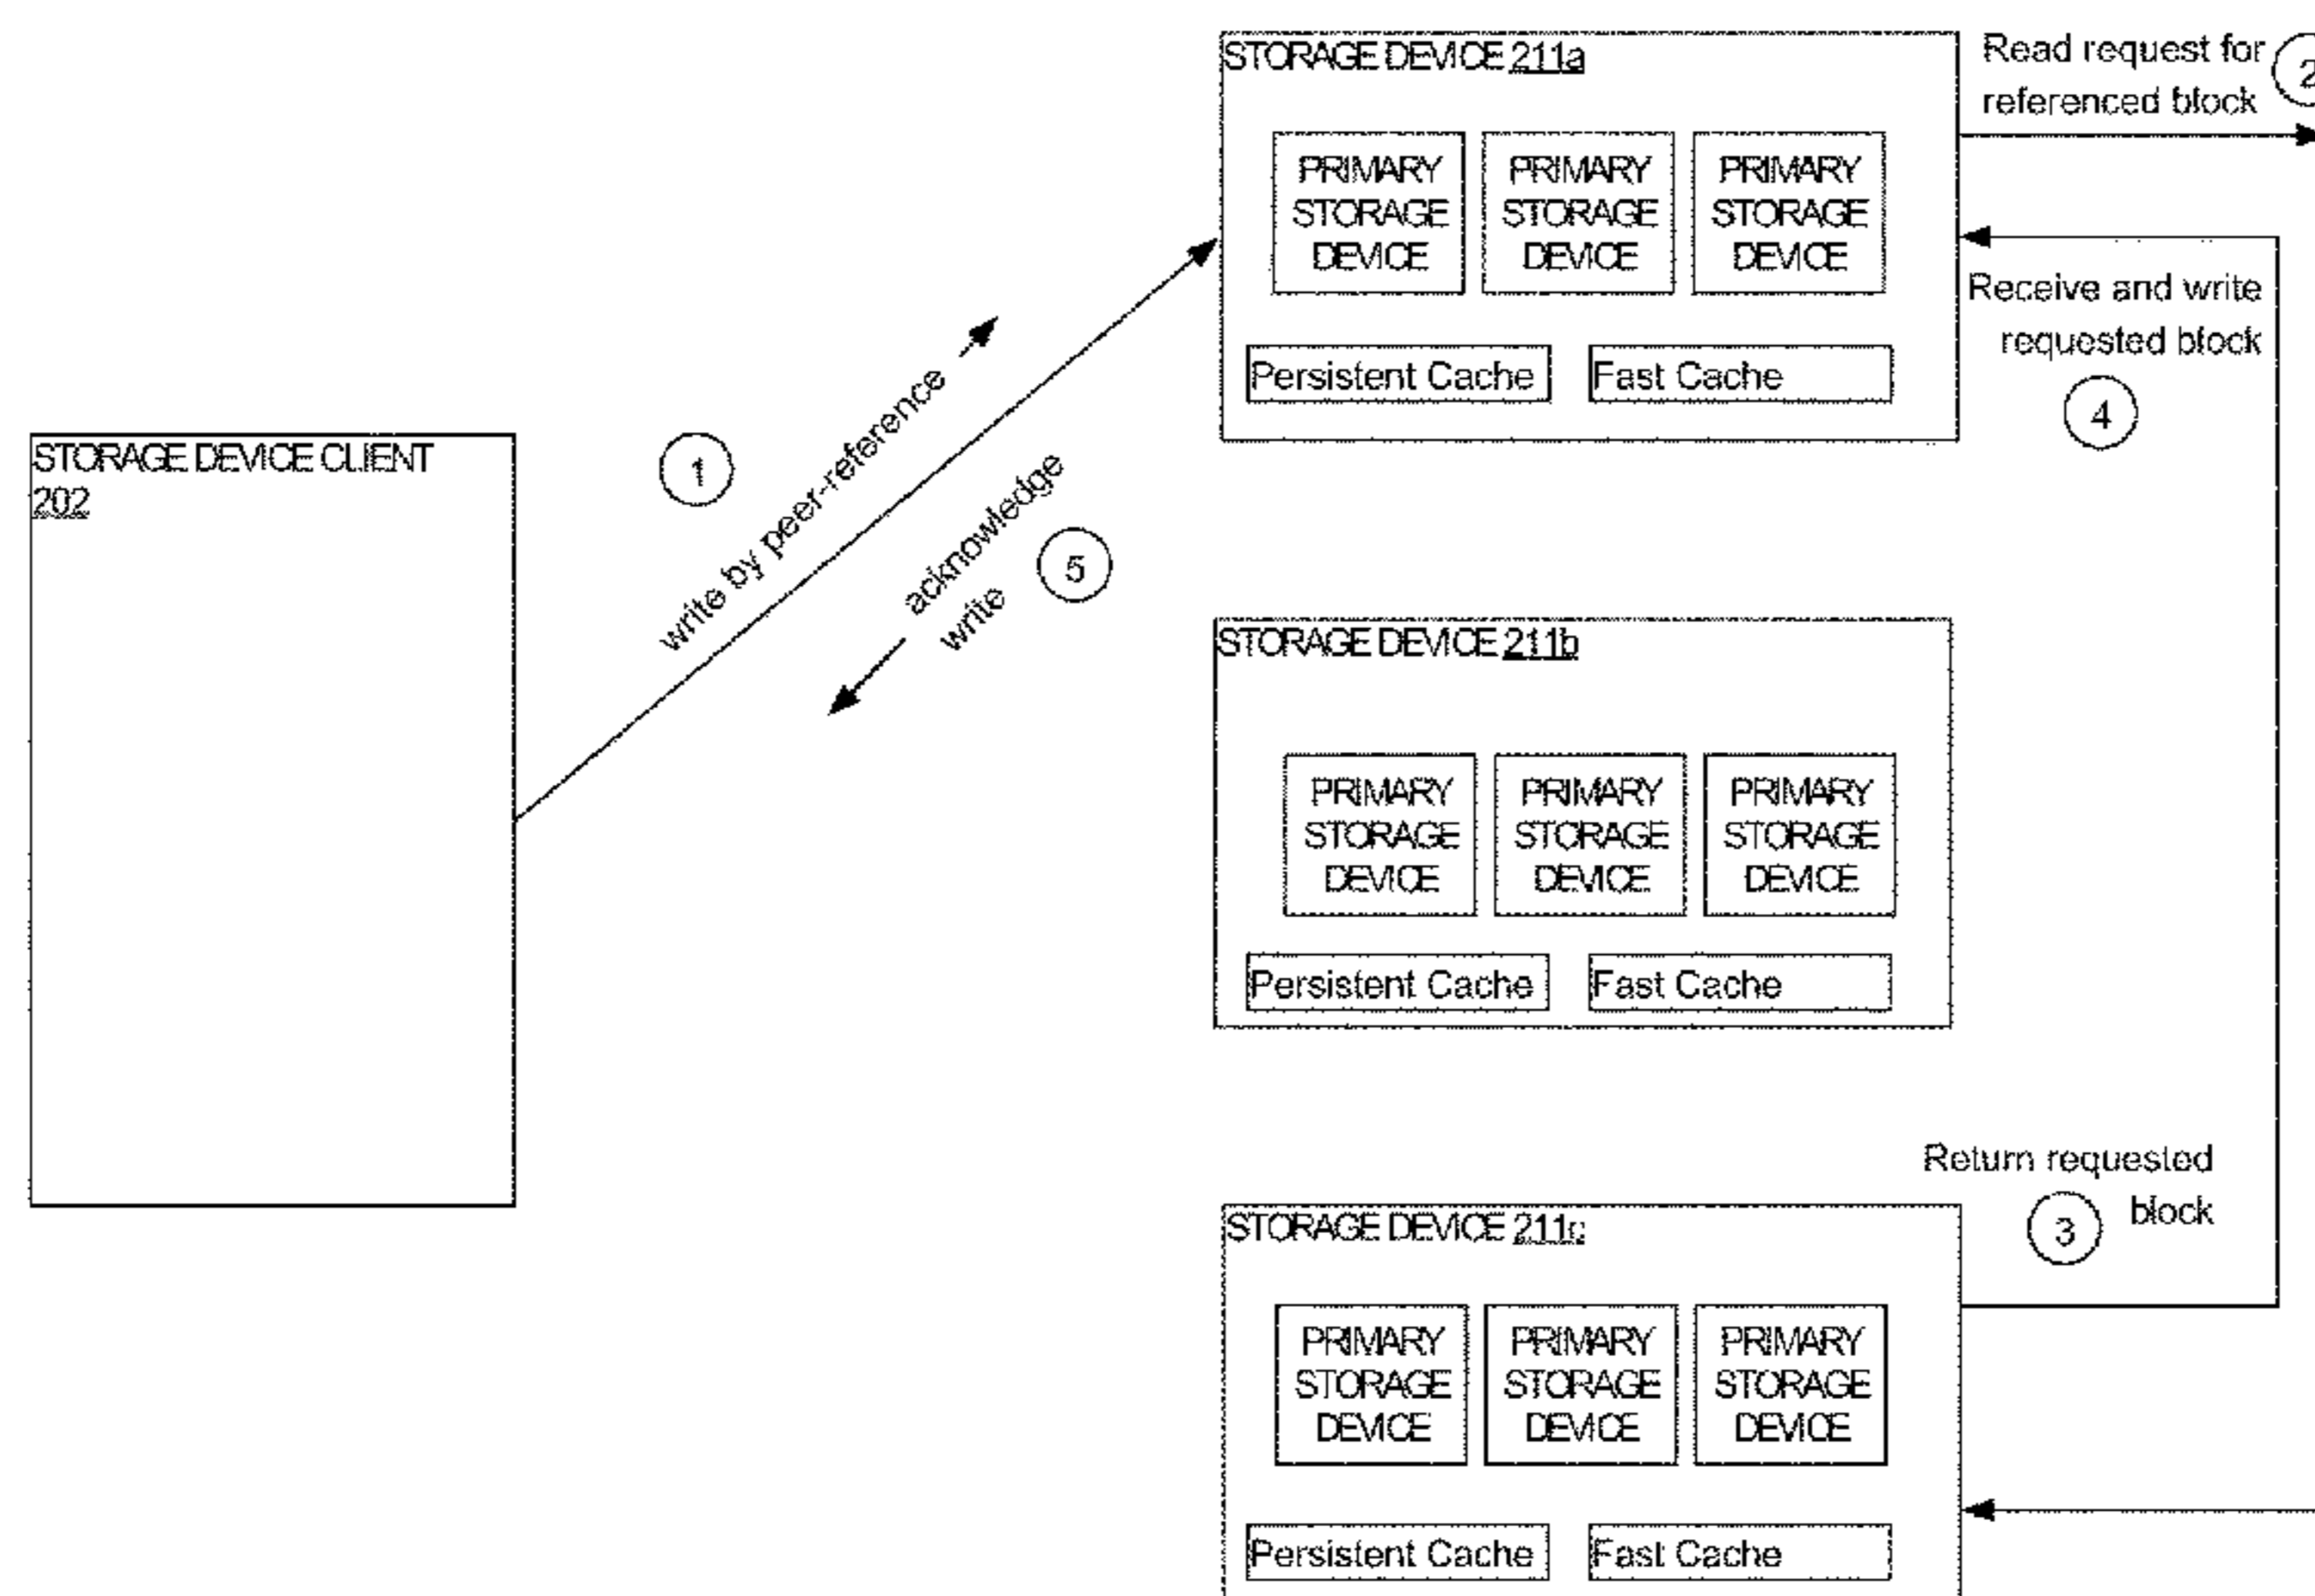 STORAGE DEVICE 211a
Read request for
referenced block
2
PRIMARY
STORAGE
DEVICE
PRIMARY
STORAGE
DEVICE
PRIMARY
STORAGE
DEVICE
Receive and write
requested block
4
Persistent Cache
Fast Cache
STORAGE DEVICE CLIENT
202
1
write by peer-reference
acknowledge
write
5
STORAGE DEVICE 211b
PRIMARY
STORAGE
DEVICE
PRIMARY
STORAGE
DEVICE
PRIMARY
STORAGE
DEVICE
Persistent Cache
Fast Cache
Return requested
block
3
STORAGE DEVICE 211c
PRIMARY
STORAGE
DEVICE
PRIMARY
STORAGE
DEVICE
PRIMARY
STORAGE
DEVICE
Persistent Cache
Fast Cache